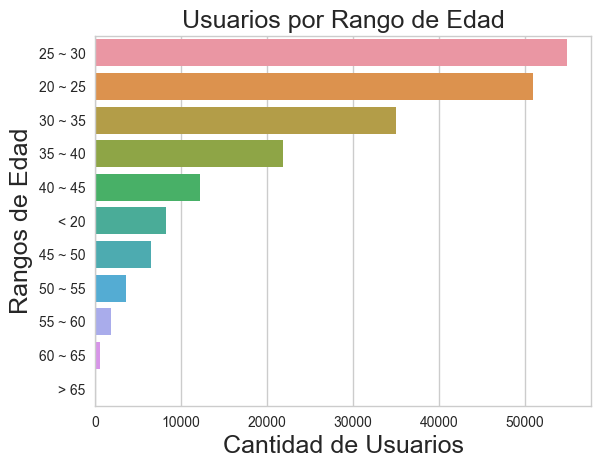 Usuarios por Rango de Edad
Rangos de Edad
25 ~ 30
20 ~ 25
30 ~ 35
35 ~ 40
40 ~ 45
< 20
45 ~ 50
50 ~ 55
55 ~ 60
60 ~ 65
> 65
0 10000 20000 30000 40000 50000
Cantidad de Usuarios